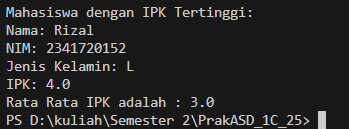 Mahasiswa dengan IPK Tertinggi:
Nama: Rizal
NIM: 2341720152
Jenis Kelamin: L
IPK: 4.0
Rata Rata IPK adalah : 3.0
PS D:\kuliah\Semester 2\PrakASD_1C_25>